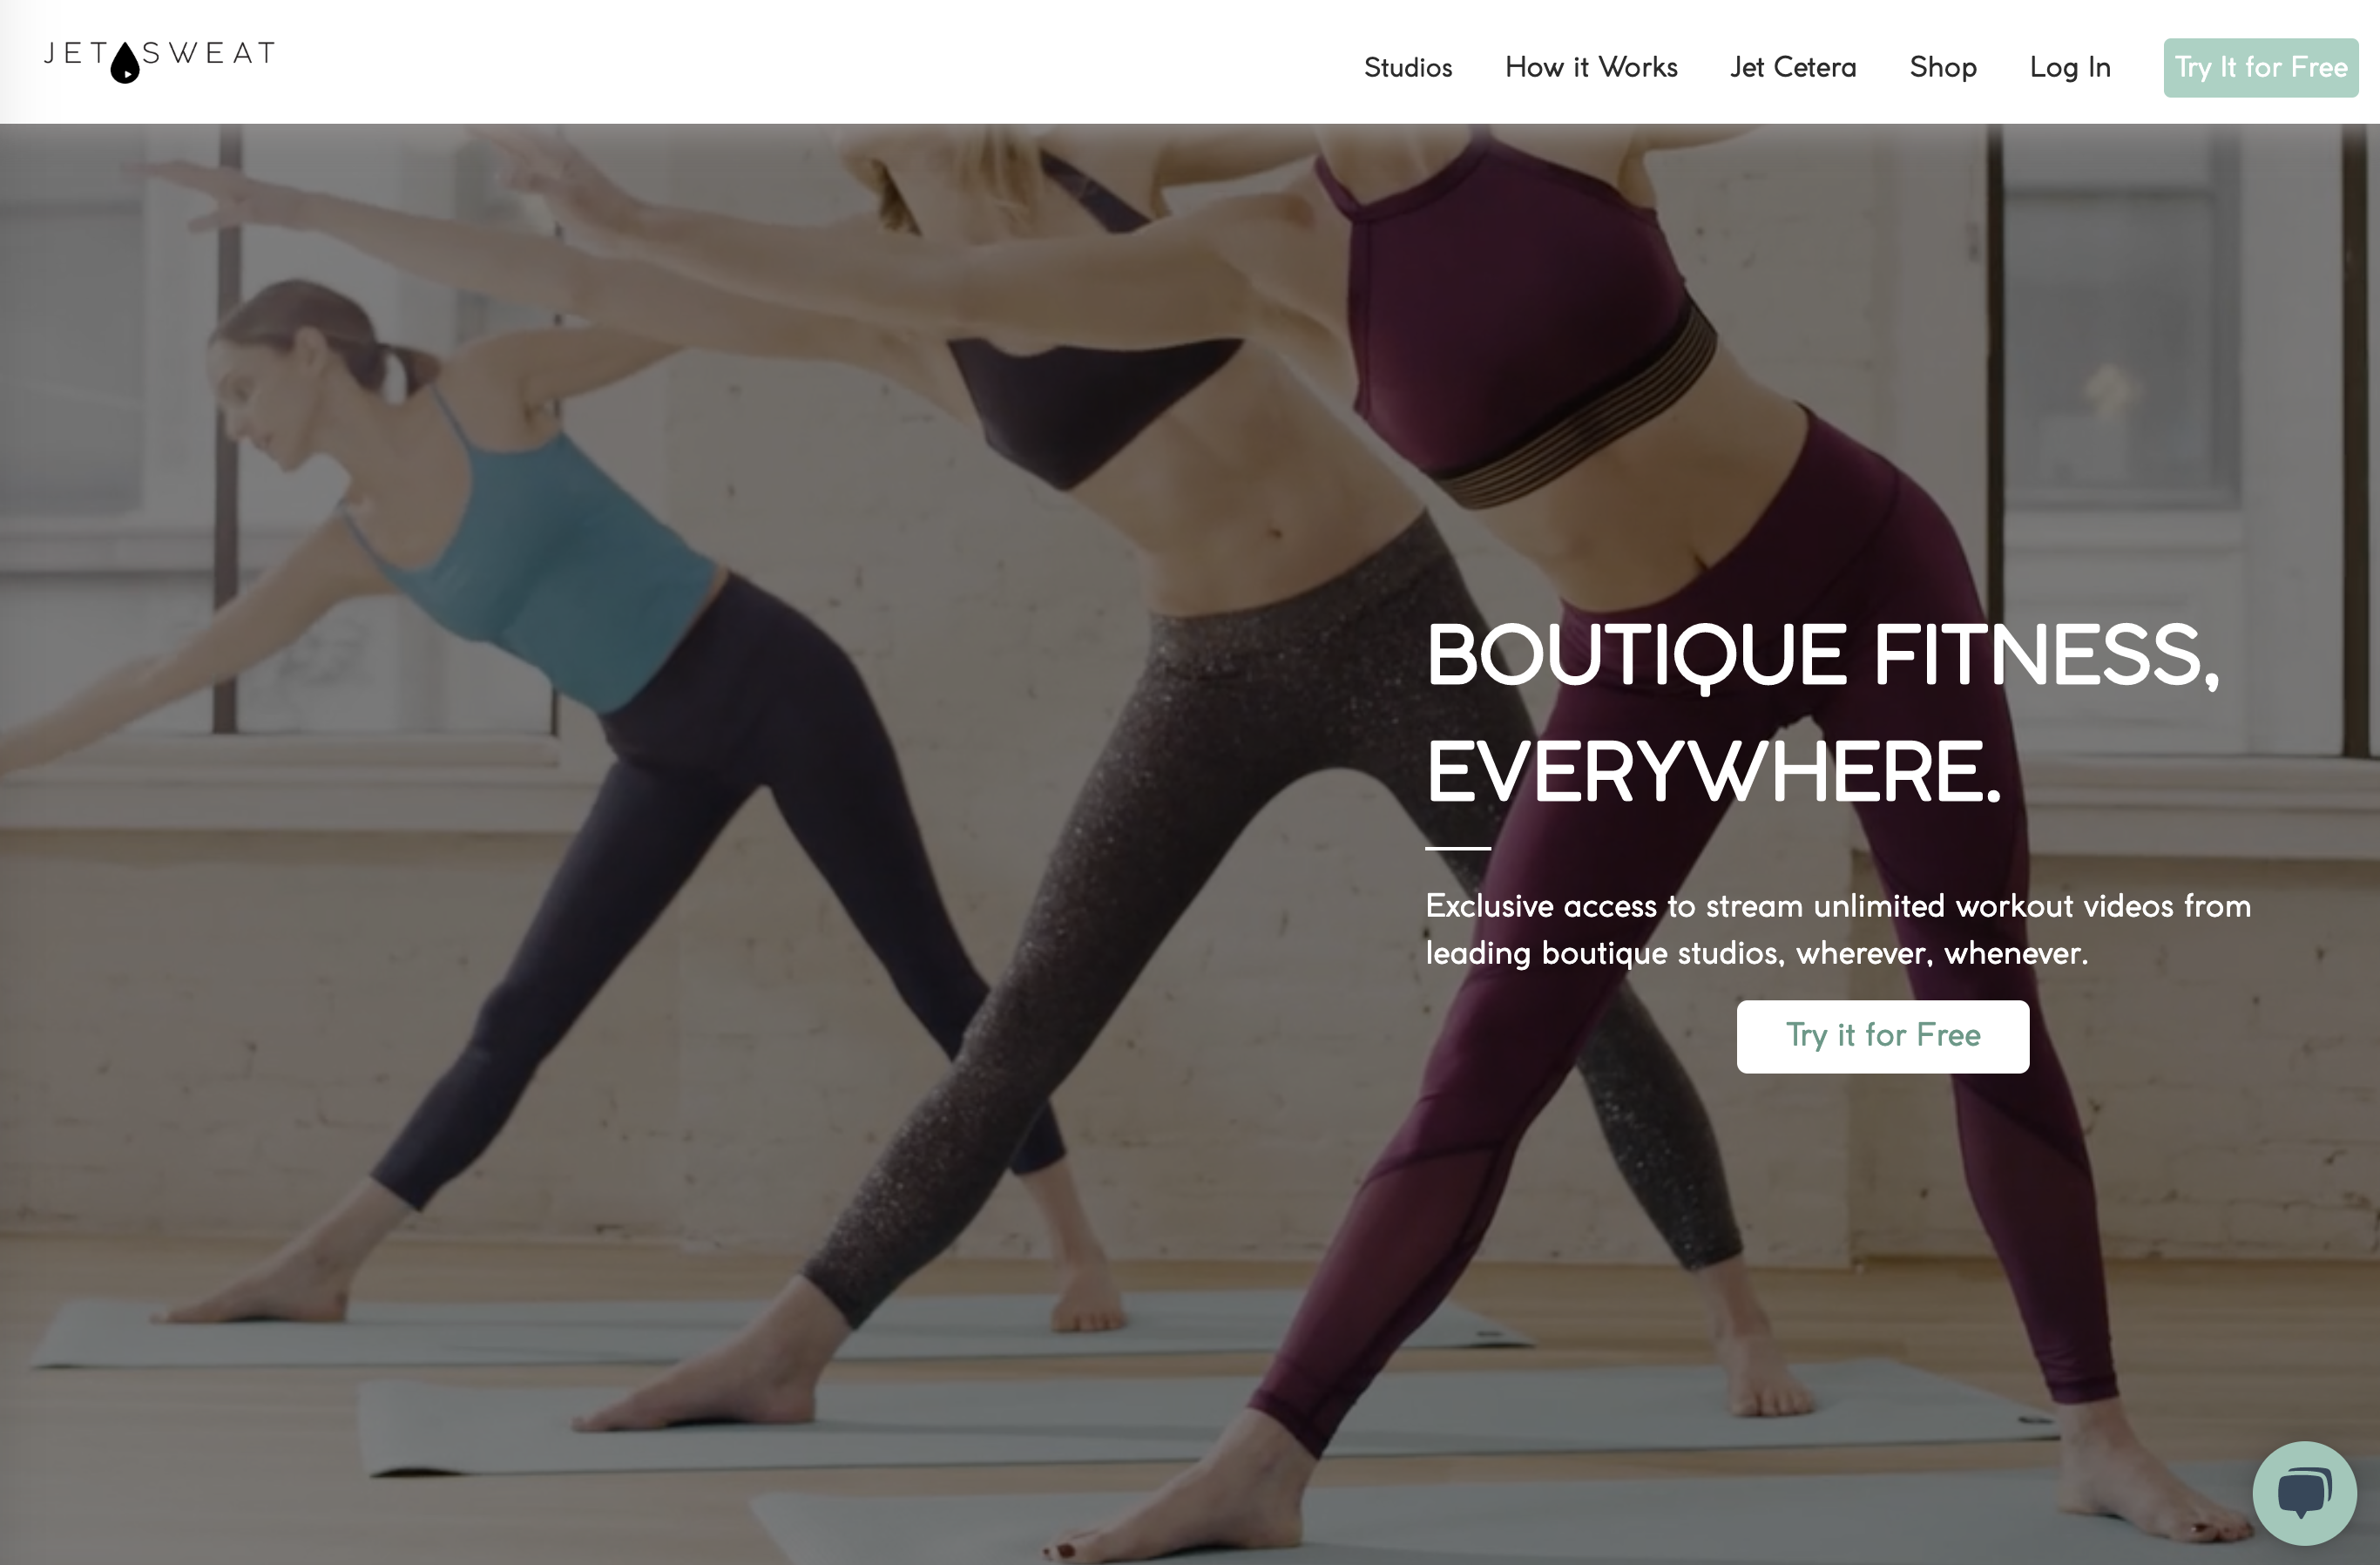 JET SWEAT
Studios
How it Works
Jet Cetera
Shop
Log In
Try It for Free
BOUTIQUE FITNESS,
EVERYWHERE.
Exclusive access to stream unlimited workout videos from
leading boutique studios, wherever, whenever.
Try it for Free